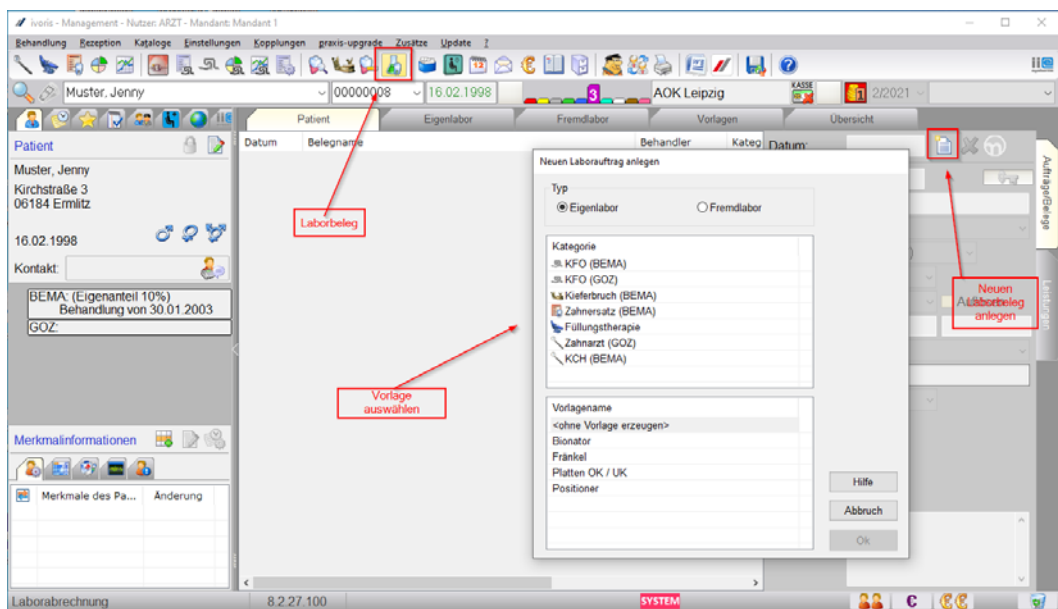 ivoris - Management - Nutzer: ARZT - Mandant: Mandant 1
Behandlung Rezeption Kataloge Einstellungen Kopplungen praxis-upgrade Zusätze Update ?
Muster, Jenny 00000008 16.02.1998 3 AOK Leipzig KASSE 1 2/2021
Patient Eigenlabor Fremdlabor Vorlagen Übersicht
Patient
Muster, Jenny
Kirchstraße 3
06184 Ermlitz
16.02.1998
Kontakt:
BEMA: (Eigenanteil 10%)
Behandlung von 30.01.2003
GOZ:
Merkmalinformationen
Merkmale des Pa... Änderung
Datum Belegname Behandler Kateg Datum:
Laborbeleg
Vorlage
auswählen
Neuen Laborauftrag anlegen
Typ
Eigenlabor Fremdlabor
Kategorie
KFO (BEMA)
KFO (GOZ)
Kieferbruch (BEMA)
Zahnersatz (BEMA)
Füllungstherapie
Zahnarzt (GOZ)
KCH (BEMA)
Vorlagename
<ohne Vorlage erzeugen>
Bionator
Fränkel
Platten OK / UK
Positioner
Hilfe
Abbruch
Ok
Neuen
Laborbeleg
anlegen
Aufträge/Belege
Leistungen
Laborabrechnung 8.2.27.100 SYSTEM